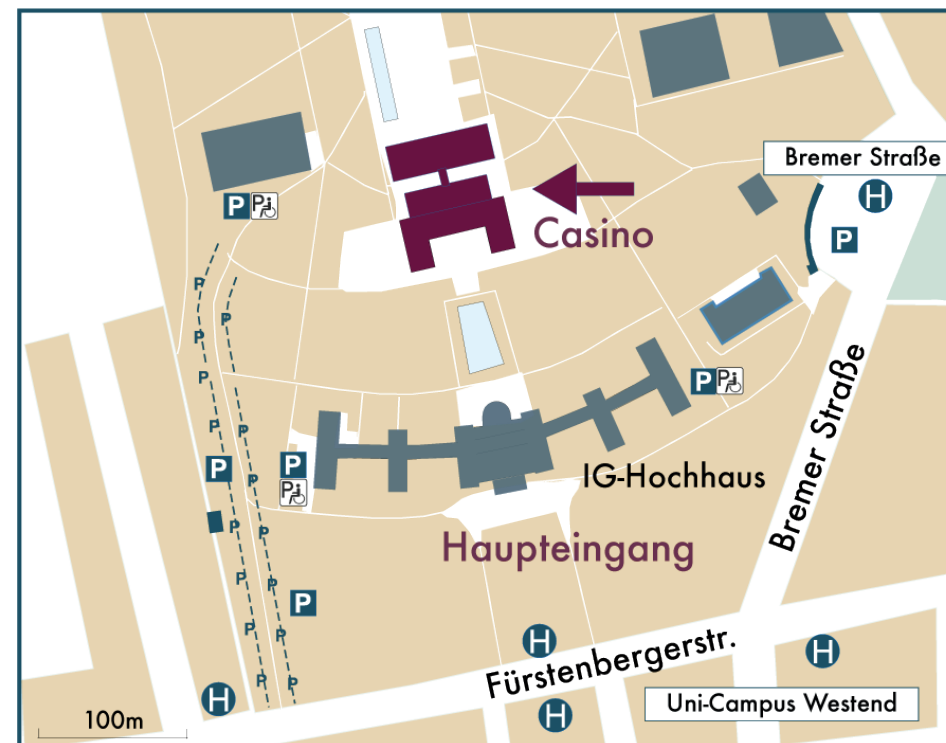 Bremer Straße
H
P
P
Casino
P
P
P
P
P
P
P
P
Bremer Straße
P
P
P
P
IG-Hochhaus
P
P
P
P
P
Haupteingang
P
P
P
P
P
H
H
Fürstenbergerstr.
P
P
H
Uni-Campus Westend
H
100m